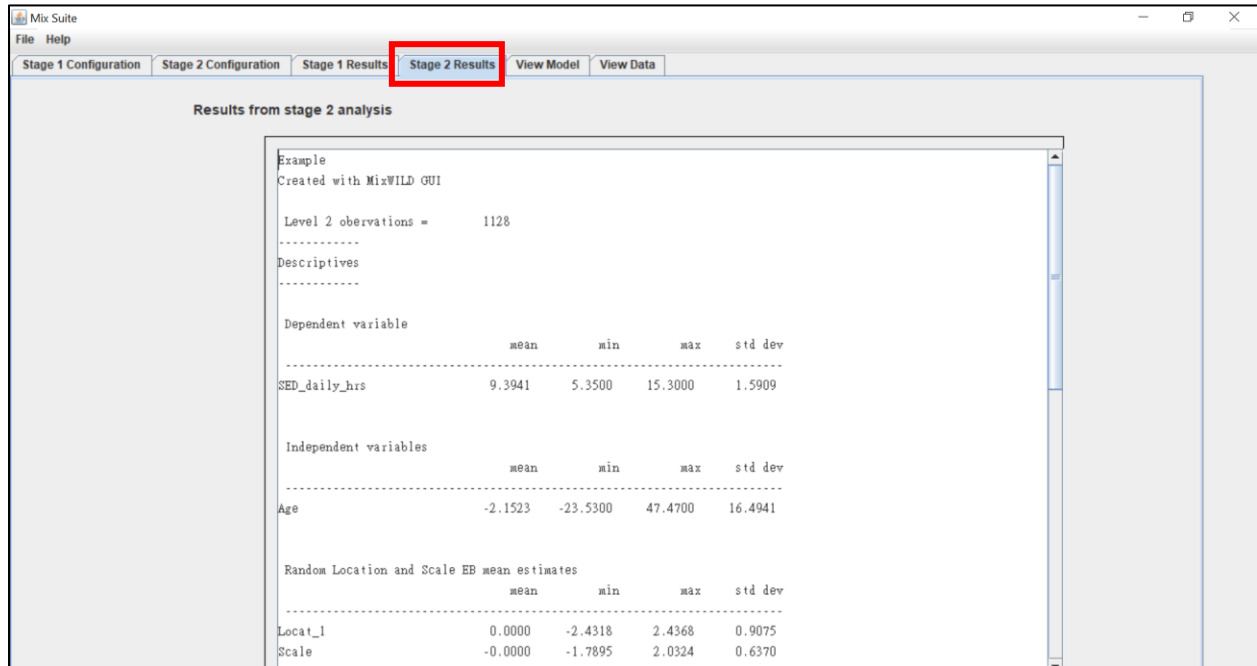 Mix Suite
File Help
Stage 1 Configuration Stage 2 Configuration Stage 1 Results Stage 2 Results View Model View Data
Results from stage 2 analysis
Example
Created with MixWILD GUI
Level 2 obervations = 1128
------------
Descriptives
------------
Dependent variable
mean min max std dev
------------------------------------------------------------------------
SED_daily_hrs 9.3941 5.3500 15.3000 1.5909
Independent variables
mean min max std dev
------------------------------------------------------------------------
Age -2.1523 -23.5300 47.4700 16.4941
Random Location and Scale EB mean estimates
mean min max std dev
------------------------------------------------------------------------
Locat_1 0.0000 -2.4318 2.4368 0.9075
Scale -0.0000 -1.7895 2.0324 0.6370